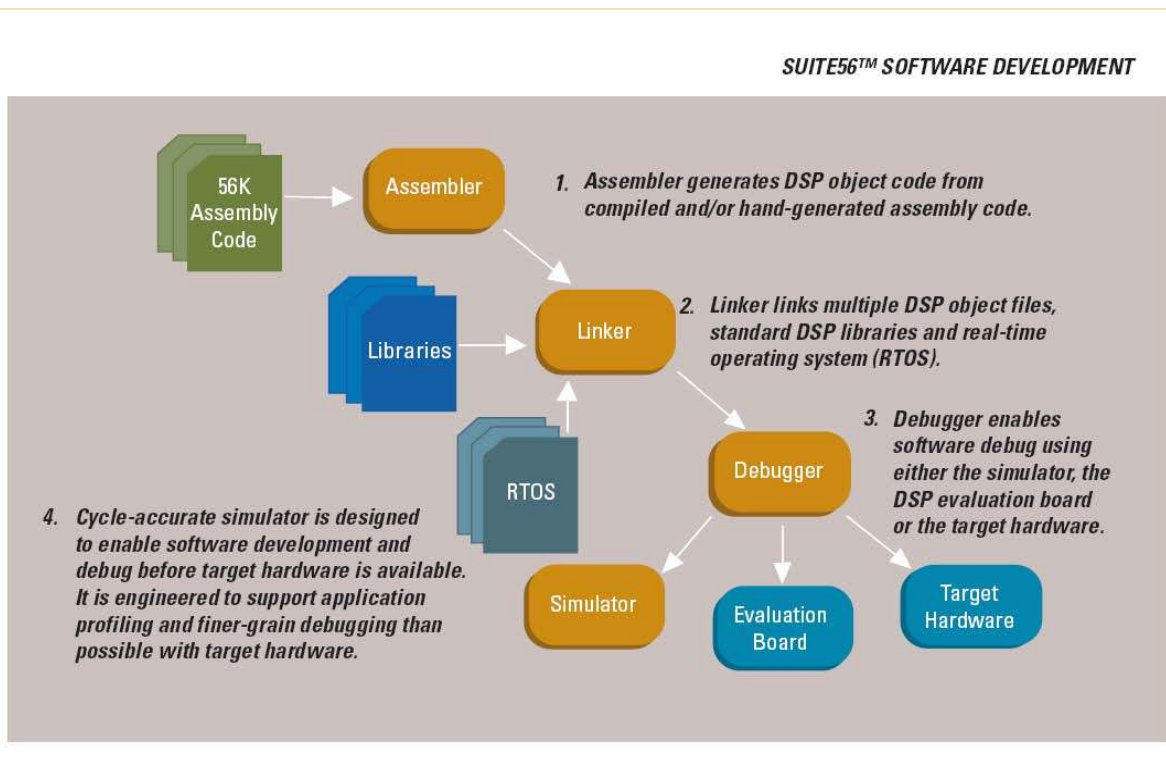 SUITE56™ SOFTWARE DEVELOPMENT
56K
Assembly
Code
Assembler
1. Assembler generates DSP object code from
compiled and/or hand-generated assembly code.
Libraries
Linker
2. Linker links multiple DSP object files,
standard DSP libraries and real-time
operating system (RTOS).
RTOS
Debugger
3. Debugger enables
software debug using
either the simulator, the
DSP evaluation board
or the target hardware.
4. Cycle-accurate simulator is designed
to enable software development and
debug before target hardware is available.
It is engineered to support application
profiling and finer-grain debugging than
possible with target hardware.
Simulator
Evaluation
Board
Target
Hardware